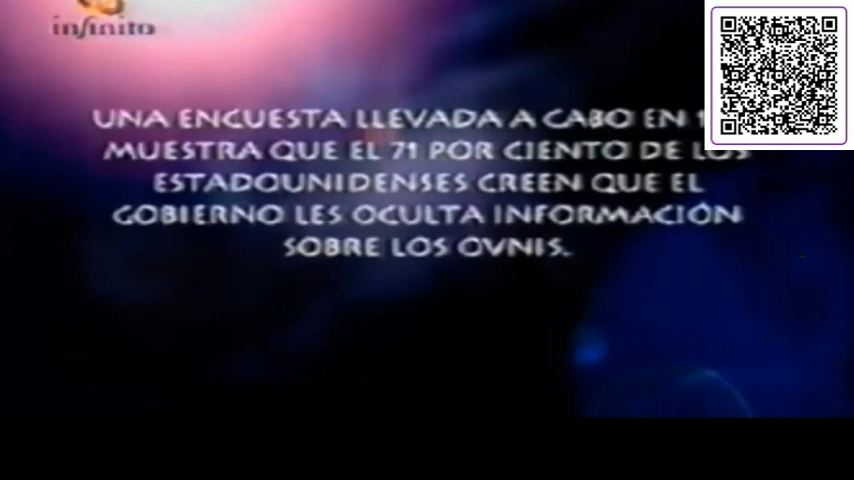 infinito
UNA ENCUESTA LLEVADA A CABO EN
MUESTRA QUE EL 71 POR CIENTO DE LOS
ESTADOUNIDENSES CREEN QUE EL
GOBIERNO LES OCULTA INFORMACIÓN
SOBRE LOS OVNIS.